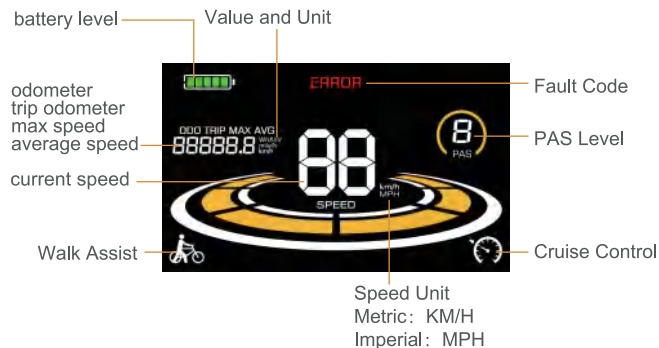 battery level
Value and Unit
ERROR
Fault Code
odometer
trip odometer
max speed
average speed
ODO TRIP MAX AVG
88888.8
km/h
8
PAS
PAS Level
current speed
88
km/h
MPH
SPEED
Walk Assist
Cruise Control
Speed Unit
Metric: KM/H
Imperial: MPH